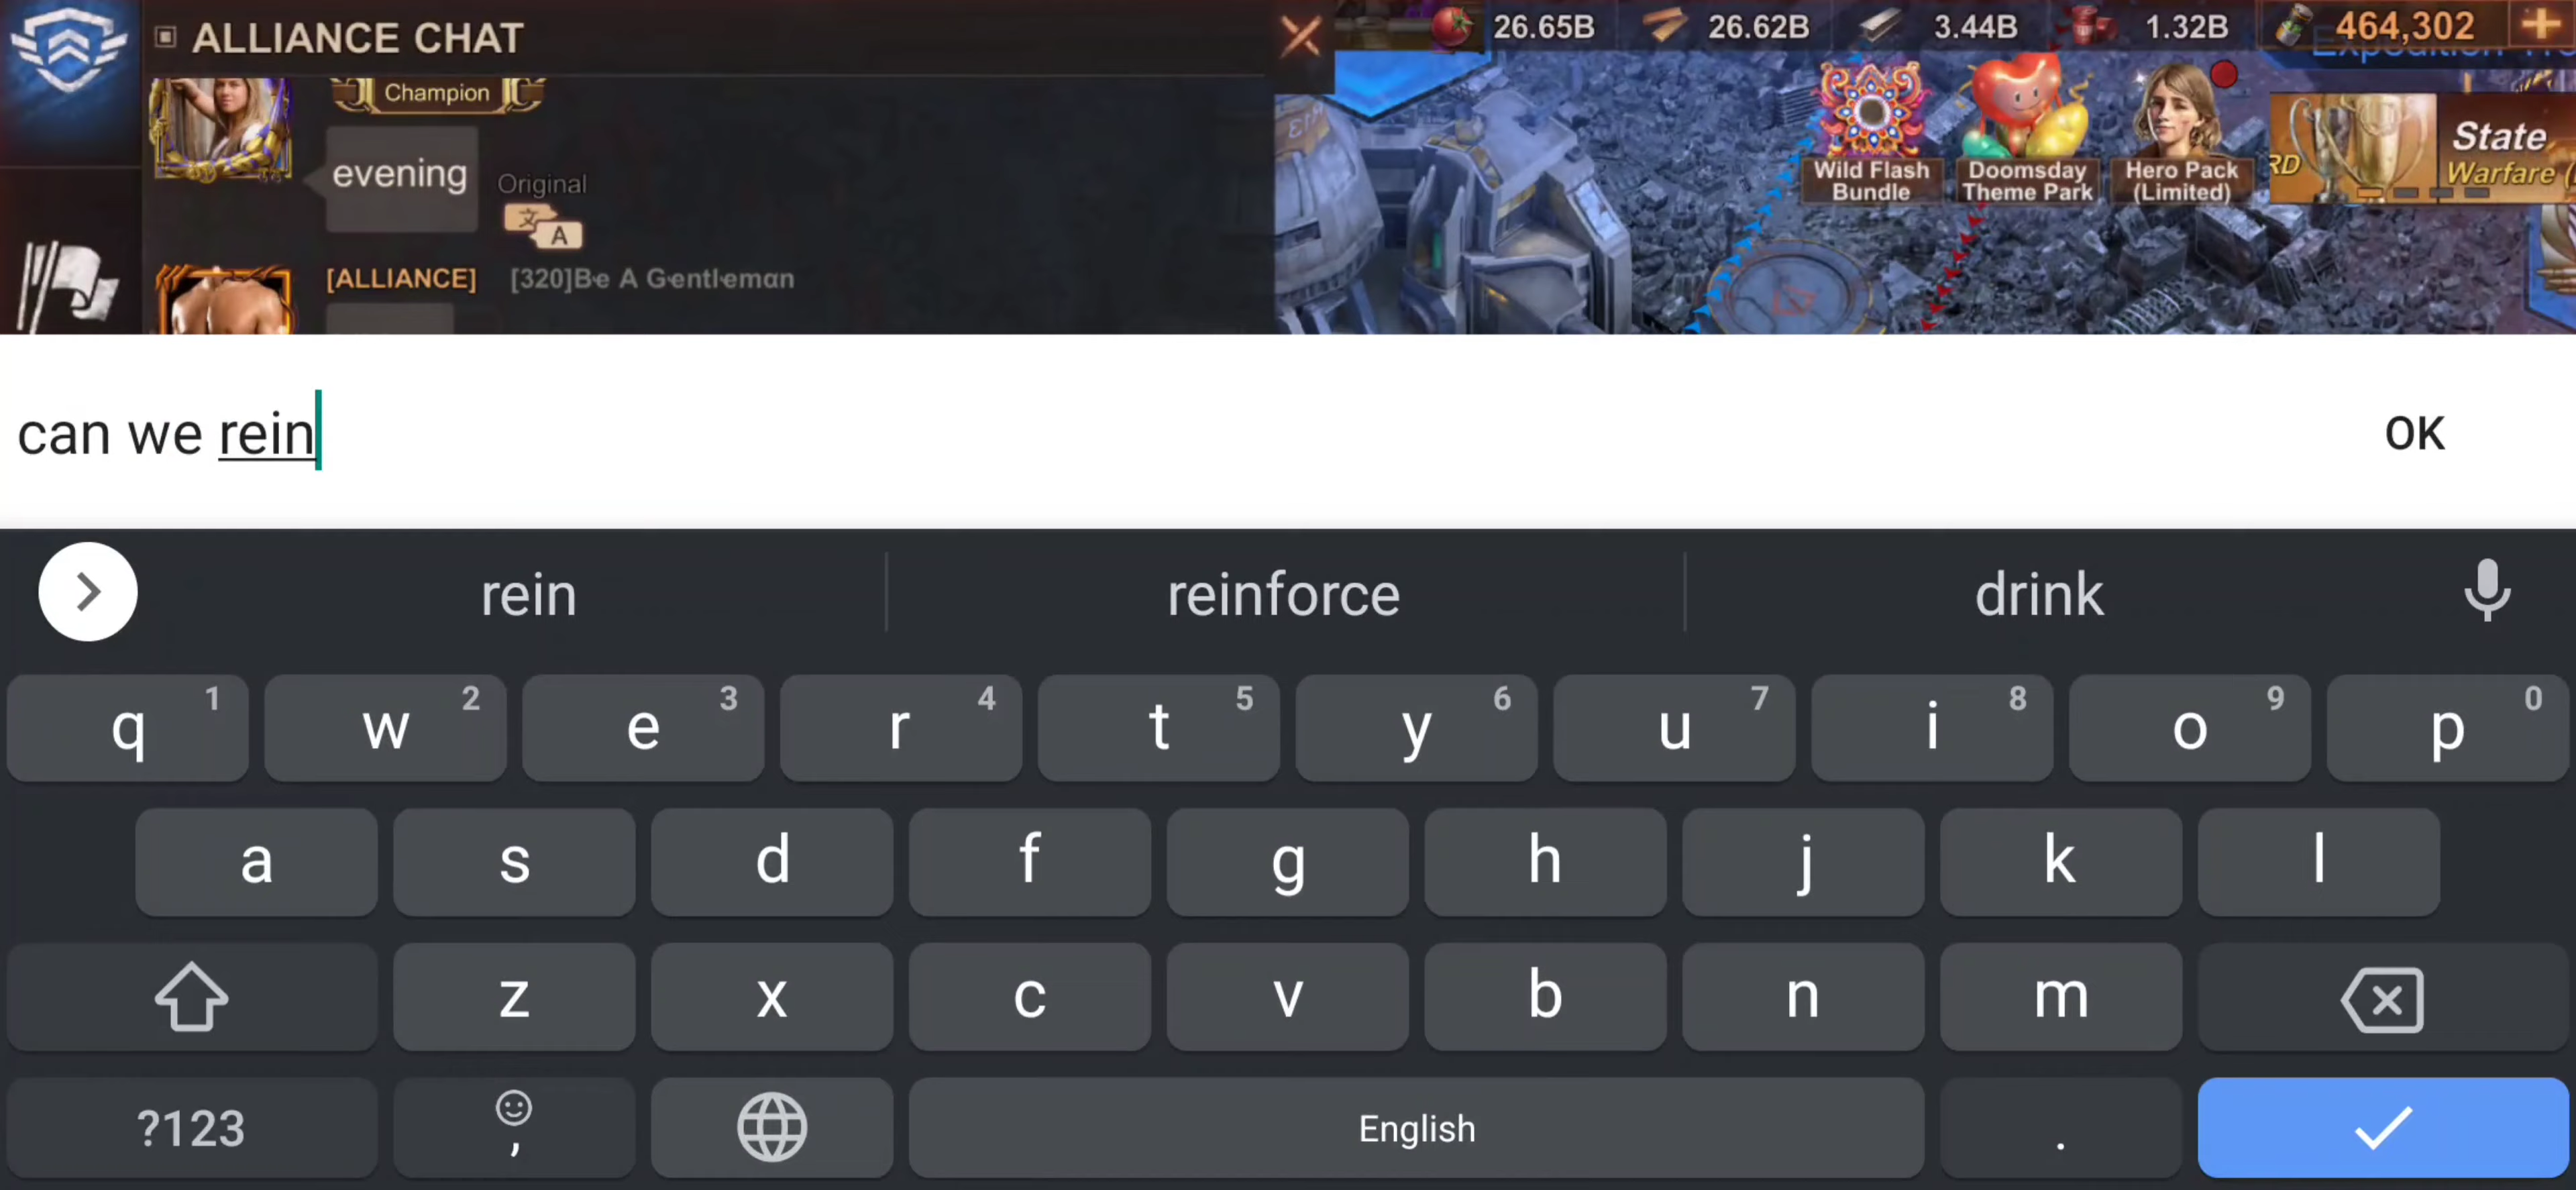 ALLIANCE CHAT
26.65B 26.62B 3.44B 1.32B 464,302
Champion
evening
Original
文 A
[ALLIANCE] [320]Be A Gentleman
Wild Flash Bundle
Doomsday Theme Park
Hero Pack (Limited)
State
Warfare
can we rein
OK
rein reinforce drink
q 1 w 2 e 3 r 4 t 5 y 6 u 7 i 8 o 9 p 0
a s d f g h j k l
z x c v b n m
?123 , English .